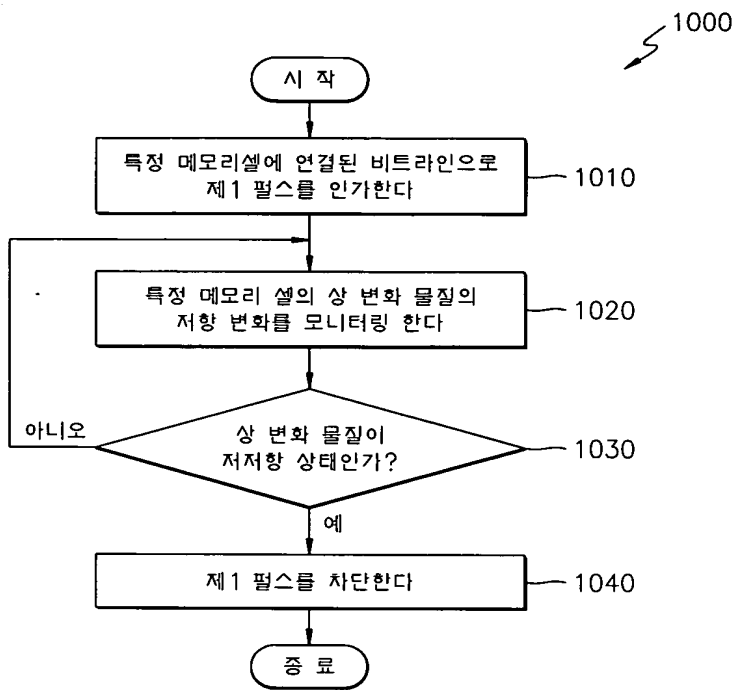 1000
시 작
특정 메모리셀에 연결된 비트라인으로
제1 펄스를 인가한다
1010
특정 메모리 셀의 상 변화 물질의
저항 변화를 모니터링 한다
1020
아니오
상 변화 물질이
저저항 상태인가?
1030
예
제1 펄스를 차단한다
1040
종 료